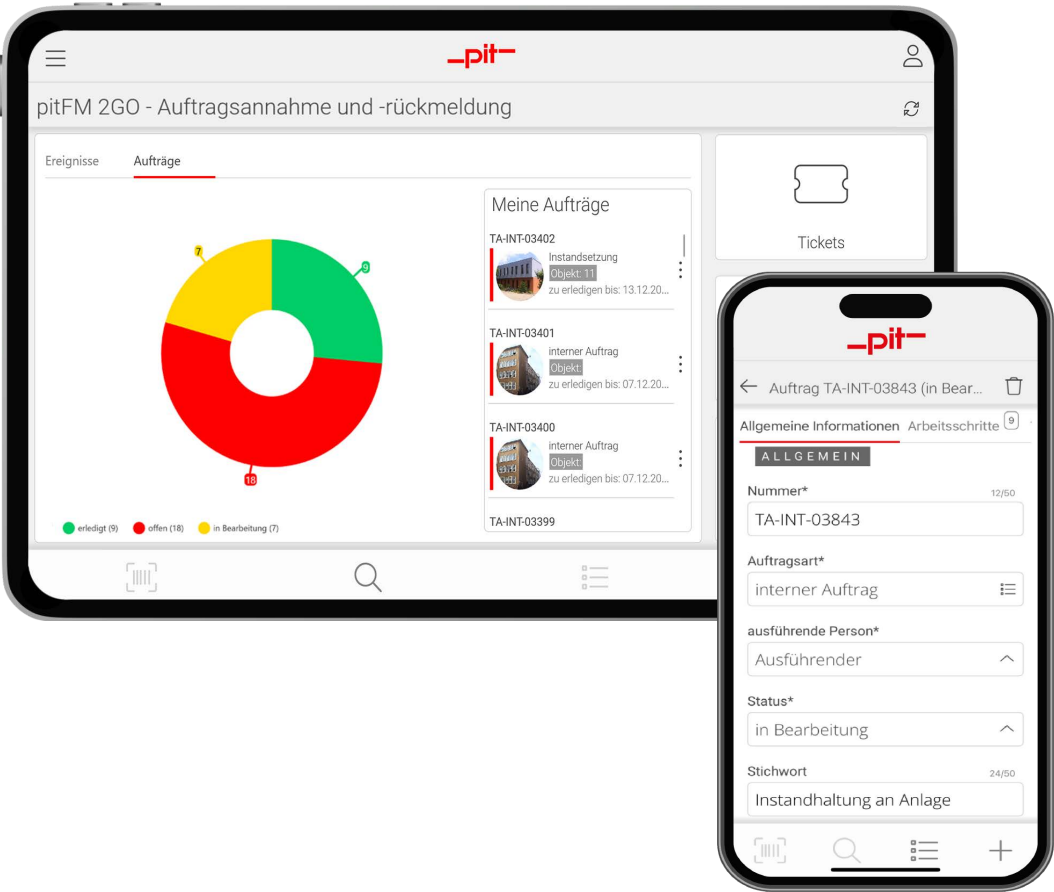 _pit‾
pitFM 2GO - Auftragsannahme und -rückmeldung
Ereignisse
Aufträge
7
9
18
erledigt (9)
offen (18)
in Bearbeitung (7)
Meine Aufträge
TA-INT-03402
Instandsetzung
Objekt: 11
zu erledigen bis: 13.12.20...
TA-INT-03401
interner Auftrag
Objekt:
zu erledigen bis: 07.12.20...
TA-INT-03400
interner Auftrag
Objekt:
zu erledigen bis: 07.12.20...
TA-INT-03399
Tickets
_pit‾
Auftrag TA-INT-03843 (in Bear...
Allgemeine Informationen
Arbeitsschritte 9
ALLGEMEIN
Nummer*
12/50
TA-INT-03843
Auftragsart*
interner Auftrag
ausführende Person*
Ausführender
Status*
in Bearbeitung
Stichwort
24/50
Instandhaltung an Anlage